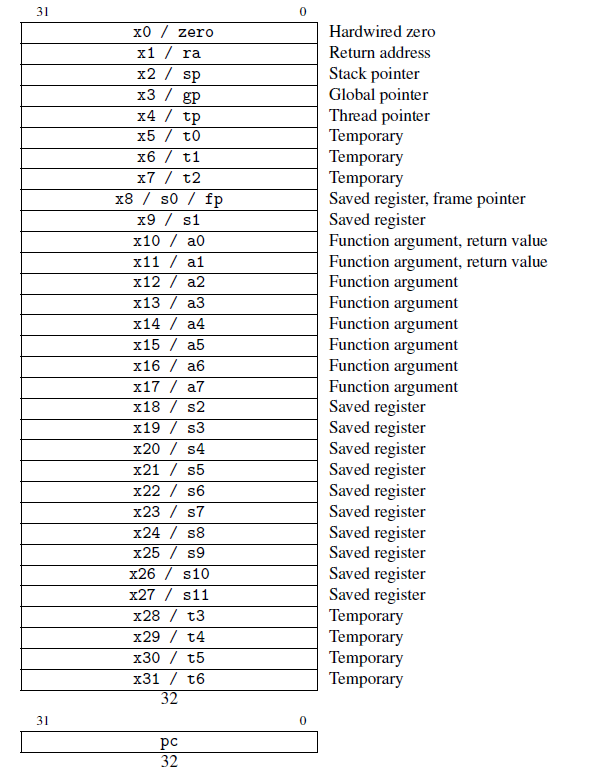 31 0
x0 / zero Hardwired zero
x1 / ra Return address
x2 / sp Stack pointer
x3 / gp Global pointer
x4 / tp Thread pointer
x5 / t0 Temporary
x6 / t1 Temporary
x7 / t2 Temporary
x8 / s0 / fp Saved register, frame pointer
x9 / s1 Saved register
x10 / a0 Function argument, return value
x11 / a1 Function argument, return value
x12 / a2 Function argument
x13 / a3 Function argument
x14 / a4 Function argument
x15 / a5 Function argument
x16 / a6 Function argument
x17 / a7 Function argument
x18 / s2 Saved register
x19 / s3 Saved register
x20 / s4 Saved register
x21 / s5 Saved register
x22 / s6 Saved register
x23 / s7 Saved register
x24 / s8 Saved register
x25 / s9 Saved register
x26 / s10 Saved register
x27 / s11 Saved register
x28 / t3 Temporary
x29 / t4 Temporary
x30 / t5 Temporary
x31 / t6 Temporary
32
31 0
pc
32